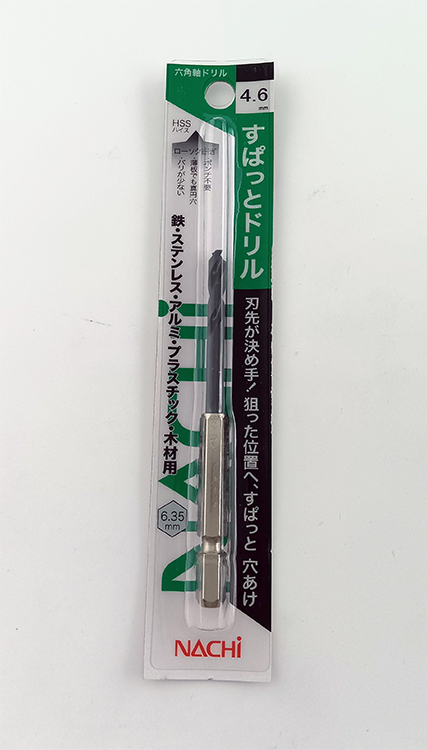 六角軸ドリル
4.6
mm
HSS
ハイス
ローソク研ぎ
・ポンチ不要
・薄板でも真円穴
・バリが少ない
すぱっとドリル
刃先が決め手！狙った位置へ、すぱっと 穴あけ
鉄・ステンレス・アルミ・プラスチック・木材用
6.35
mm
NACHi